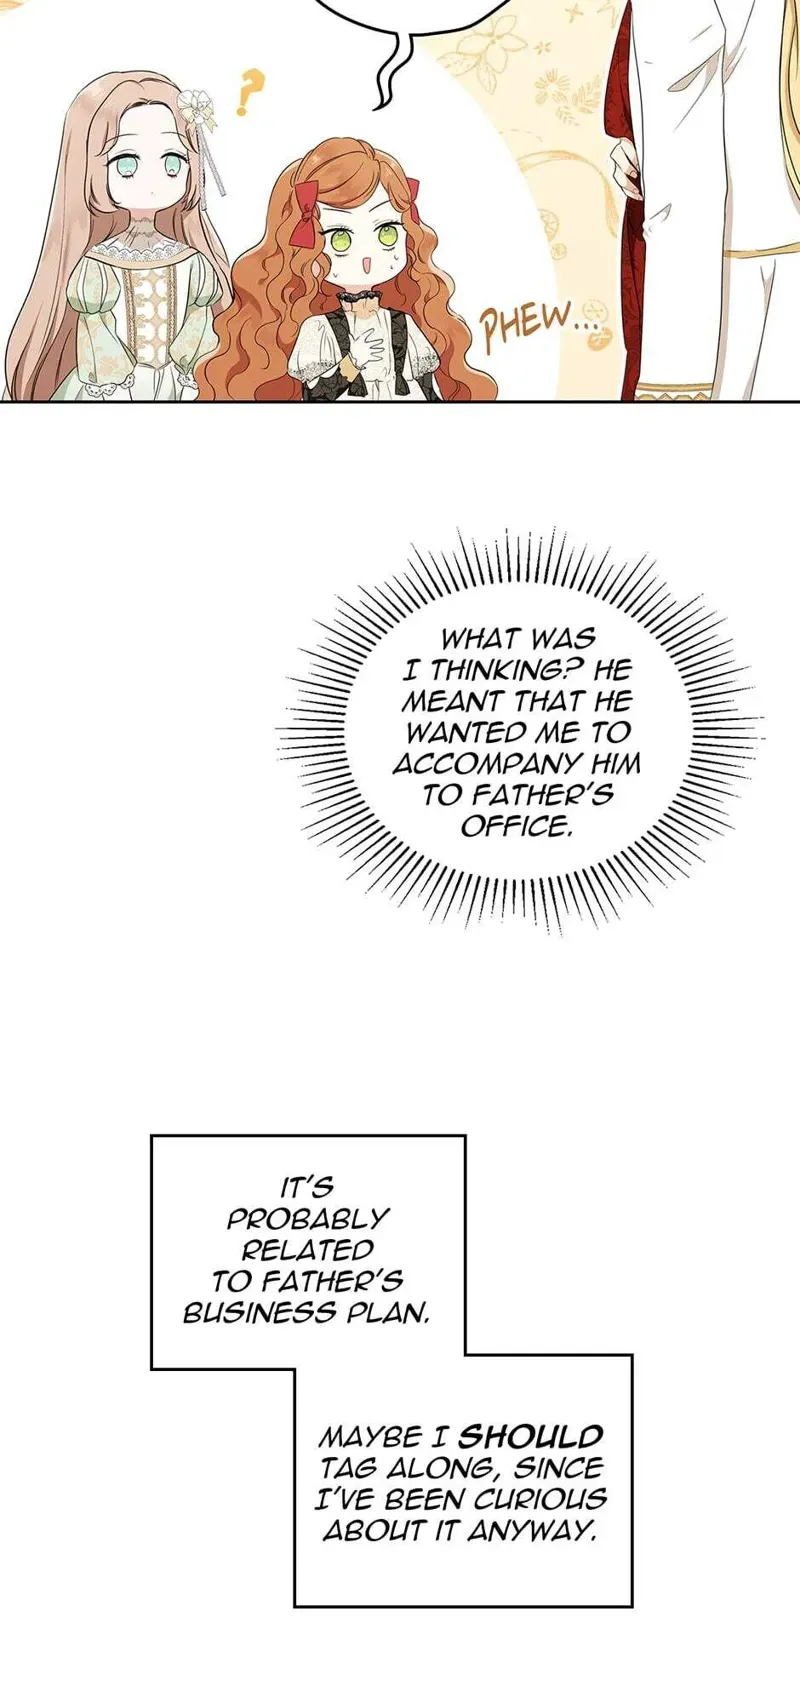 ?
PHEW...
WHAT WAS
I THINKING? HE
MEANT THAT HE
WANTED ME TO
ACCOMPANY HIM
TO FATHER'S
OFFICE.
IT'S
PROBABLY
RELATED
TO FATHER'S
BUSINESS PLAN.
MAYBE I SHOULD
TAG ALONG, SINCE
I'VE BEEN CURIOUS
ABOUT IT ANYWAY.